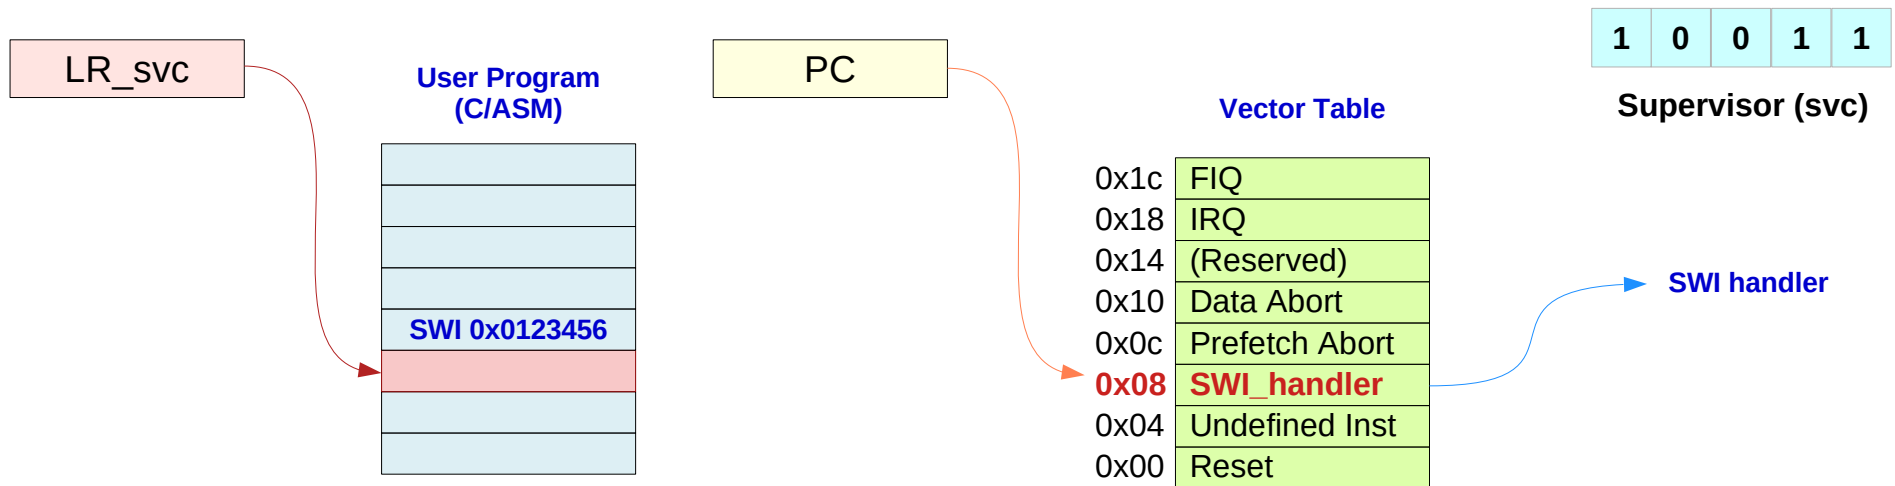 LR_svc
User Program
(C/ASM)
SWI 0x0123456
PC
Vector Table
0x1c FIQ
0x18 IRQ
0x14 (Reserved)
0x10 Data Abort
0x0c Prefetch Abort
0x08 SWI_handler
0x04 Undefined Inst
0x00 Reset
1 0 0 1 1
Supervisor (svc)
SWI handler